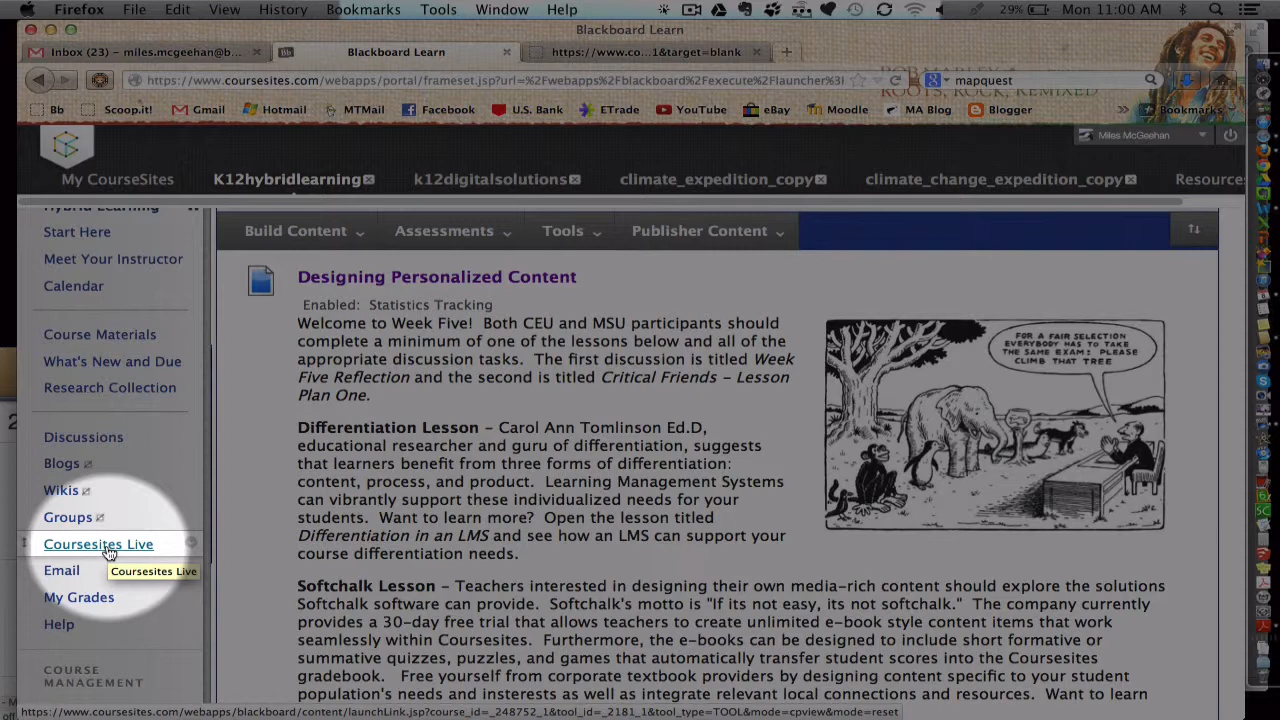 Firefox File Edit View History Bookmarks Tools Window Help 29% Mon 11:00 AM
Blackboard Learn
Inbox (23) – miles.mcgeehan@b... Bb Blackboard Learn https://www.co...1&target=blank
https://www.coursesites.com/webapps/portal/frameset.jsp?url=%2Fwebapps%2Fblackboard%2Fexecute%2Flauncher%3l mapquest
ROOTS, ROCK, REMIXED
Bb Scoop.it! Gmail Hotmail MTMail Facebook U.S. Bank ETrade YouTube eBay Moodle MA Blog Blogger » Bookmarks
Miles McGeehan
My CourseSites K12hybridlearning k12digitalsolutions climate_expedition_copy climate_change_expedition_copy Resources
Hybrid Learning
Start Here
Meet Your Instructor
Calendar
Course Materials
What's New and Due
Research Collection
Discussions
Blogs
Wikis
Groups
Coursesites Live
Coursesites Live
Email
My Grades
Help
COURSE
MANAGEMENT
Build Content Assessments Tools Publisher Content
Designing Personalized Content
Enabled: Statistics Tracking
Welcome to Week Five! Both CEU and MSU participants should
complete a minimum of one of the lessons below and all of the
appropriate discussion tasks. The first discussion is titled Week
Five Reflection and the second is titled Critical Friends – Lesson
Plan One.
FOR A FAIR SELECTION
EVERYBODY HAS TO TAKE
THE SAME EXAM: PLEASE
CLIMB THAT TREE
Differentiation Lesson – Carol Ann Tomlinson Ed.D,
educational researcher and guru of differentiation, suggests
that learners benefit from three forms of differentiation:
content, process, and product. Learning Management Systems
can vibrantly support these individualized needs for your
students. Want to learn more? Open the lesson titled
Differentiation in an LMS and see how an LMS can support your
course differentiation needs.
Softchalk Lesson – Teachers interested in designing their own media-rich content should explore the solutions
Softchalk software can provide. Softchalk's motto is "If its not easy, its not softchalk." The company currently
provides a 30-day free trial that allows teachers to create unlimited e-book style content items that work
seamlessly within Coursesites. Furthermore, the e-books can be designed to include short formative or
summative quizzes, puzzles, and games that automatically transfer student scores into the Coursesites
gradebook. Free yourself from corporate textbook providers by designing content specific to your student
population's needs and insterests as well as integrate relevant local connections and resources. Want to learn
https://www.coursesites.com/webapps/blackboard/content/launchLink.jsp?course_id=_248752_1&tool_id=_2181_1&tool_type=TOOL&mode=cpview&mode=reset